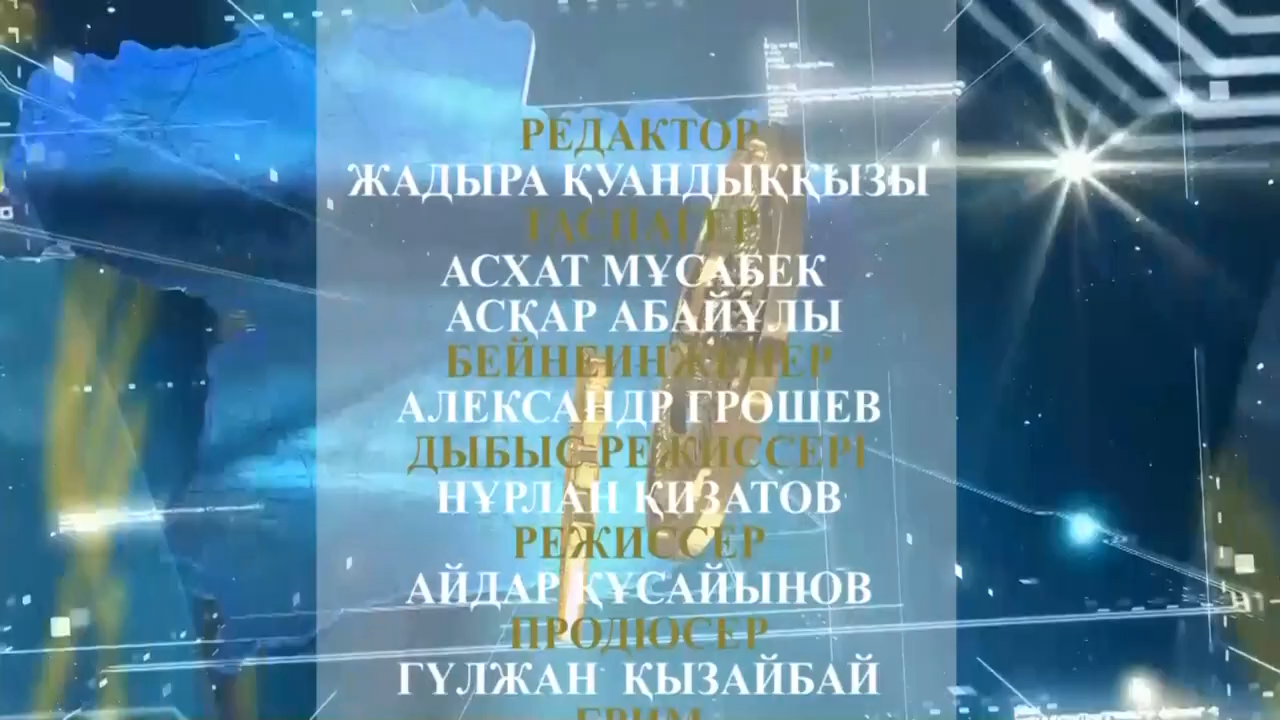 РЕДАКТОР
ЖАДЫРА ҚУАНДЫҚҚЫЗЫ
ТАСПАГЕР
АСХАТ МҰСАБЕК
АСҚАР АБАЙҰЛЫ
БЕЙНЕИНЖЕНЕР
АЛЕКСАНДР ГРОШЕВ
ДЫБЫС РЕЖИССЕРІ
НҰРЛАН ҚИЗАТОВ
РЕЖИССЕР
АЙДАР ҚҰСАЙЫНОВ
ПРОДЮСЕР
ГҮЛЖАН ҚЫЗАЙБАЙ